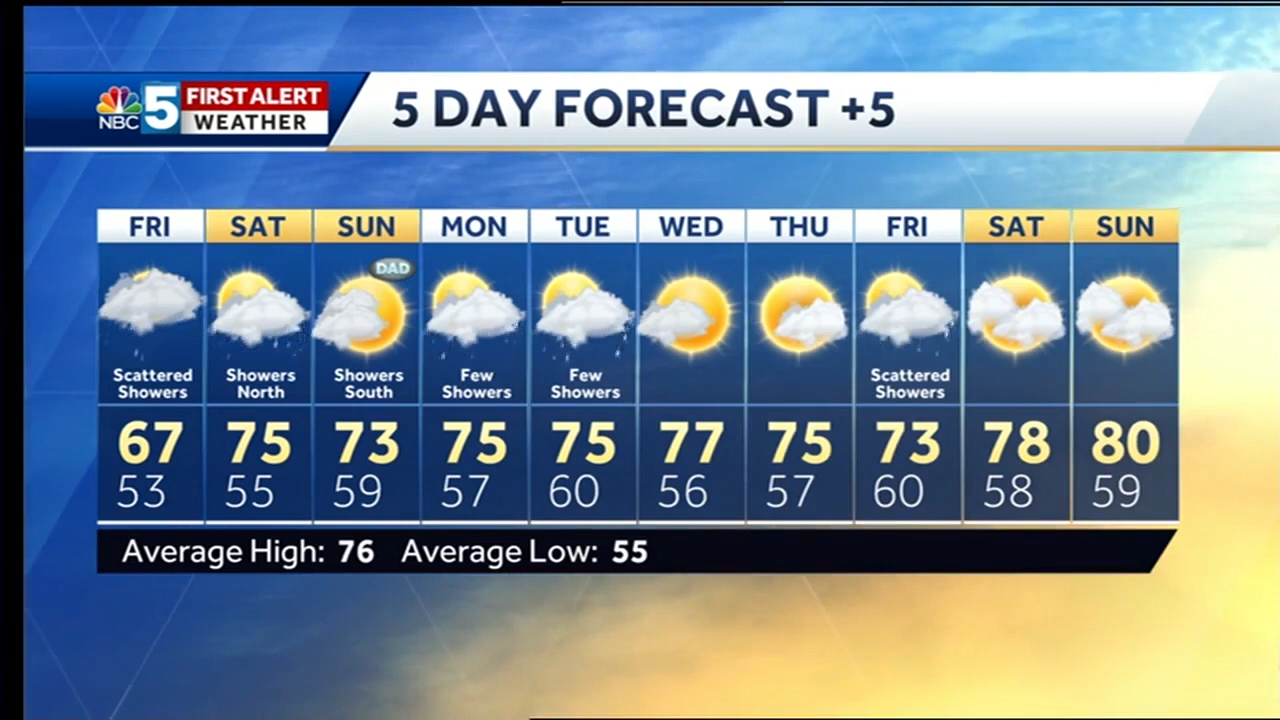 NBC 5 FIRST ALERT
WEATHER
5 DAY FORECAST +5
FRI SAT SUN MON TUE WED THU FRI SAT SUN
DAD
Scattered Showers Showers Few Few Scattered
Showers North South Showers Showers Showers
67 75 73 75 75 77 75 73 78 80
53 55 59 57 60 56 57 60 58 59
Average High: 76 Average Low: 55